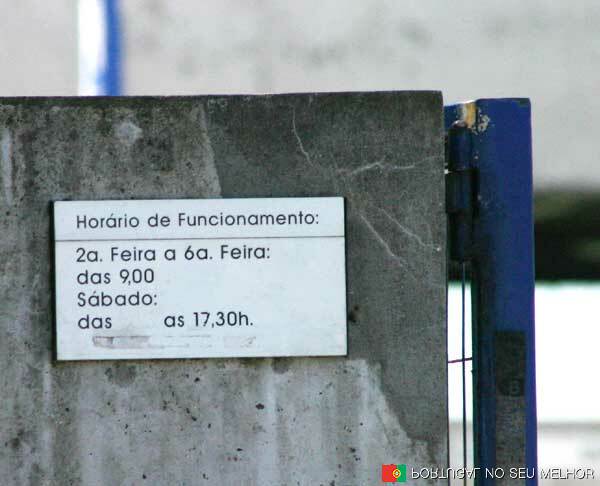 Horário de Funcionamento:
2a. Feira a 6a. Feira:
das 9,00
Sábado:
das as 17,30h.
PORTUGAL NO SEU MELHOR